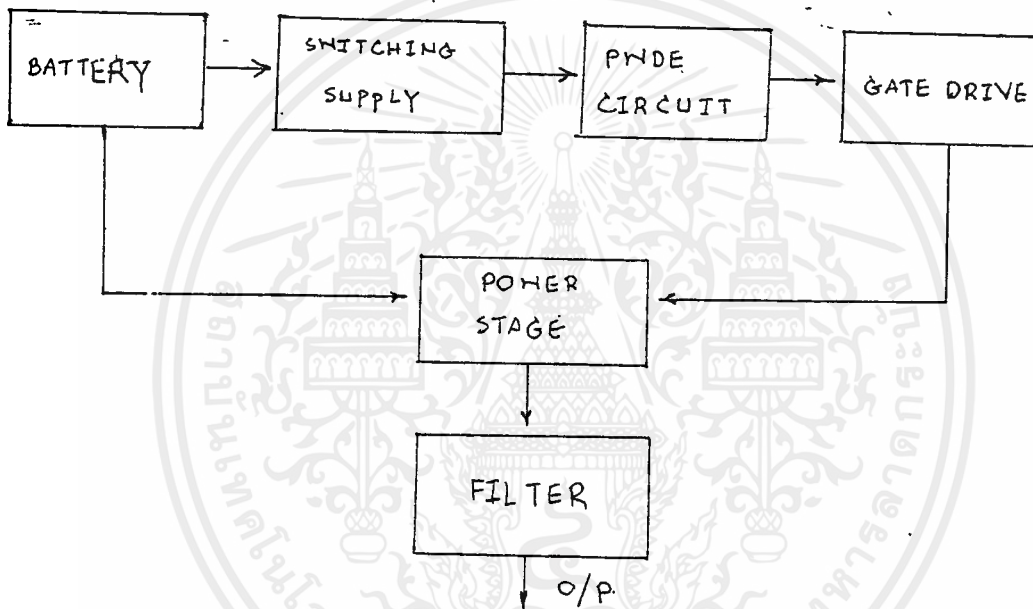 BATTERY
SWITCHING
SUPPLY
PWDE
CIRCUIT
GATE DRIVE
POWER
STAGE
FILTER
O/P.